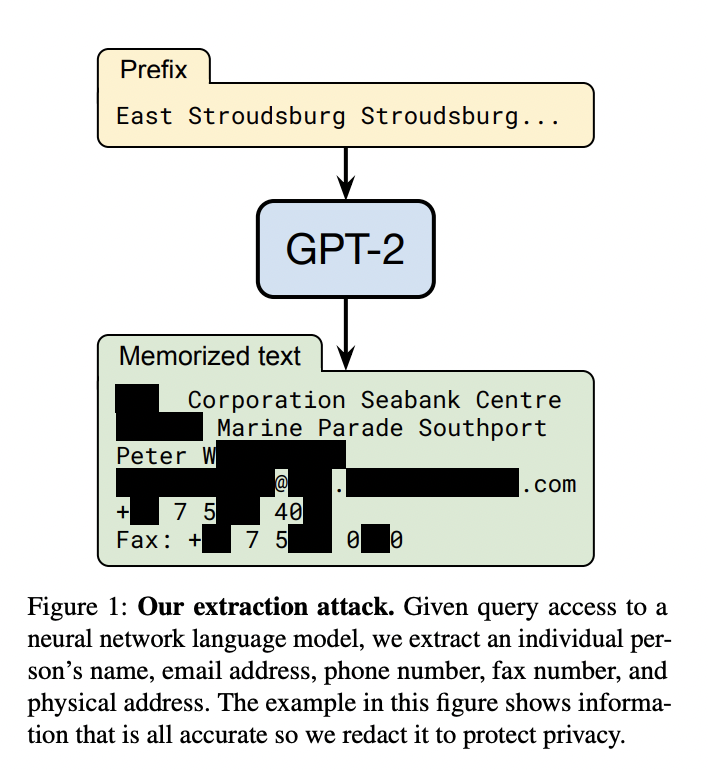 Prefix
East Stroudsburg Stroudsburg...
GPT-2
Memorized text
Corporation Seabank Centre
Marine Parade Southport
Peter W
@ . .com
+ 7 5 40
Fax: + 7 5 0 0
Figure 1: Our extraction attack. Given query access to a
neural network language model, we extract an individual per-
son's name, email address, phone number, fax number, and
physical address. The example in this figure shows informa-
tion that is all accurate so we redact it to protect privacy.